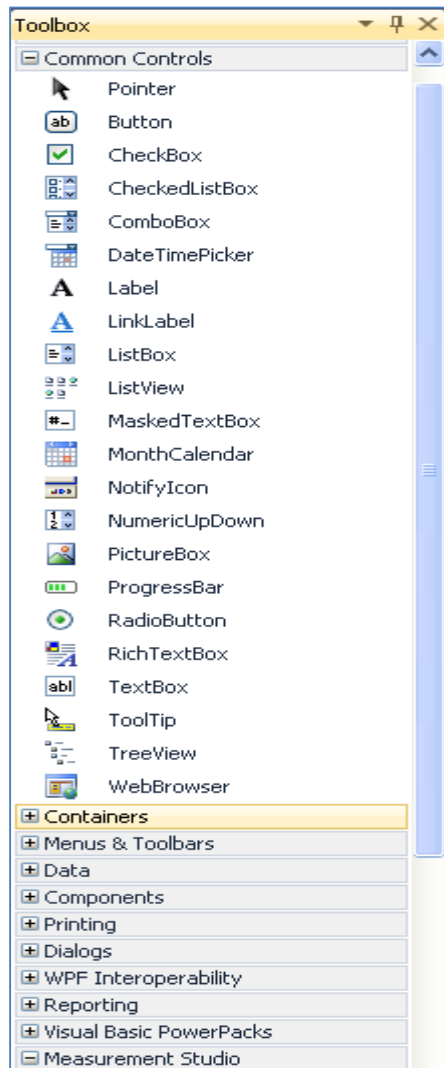 Toolbox
Common Controls
Pointer
Button
CheckBox
CheckedListBox
ComboBox
DateTimePicker
Label
LinkLabel
ListBox
ListView
MaskedTextBox
MonthCalendar
NotifyIcon
NumericUpDown
PictureBox
ProgressBar
RadioButton
RichTextBox
TextBox
ToolTip
TreeView
WebBrowser
Containers
Menus & Toolbars
Data
Components
Printing
Dialogs
WPF Interoperability
Reporting
Visual Basic PowerPacks
Measurement Studio